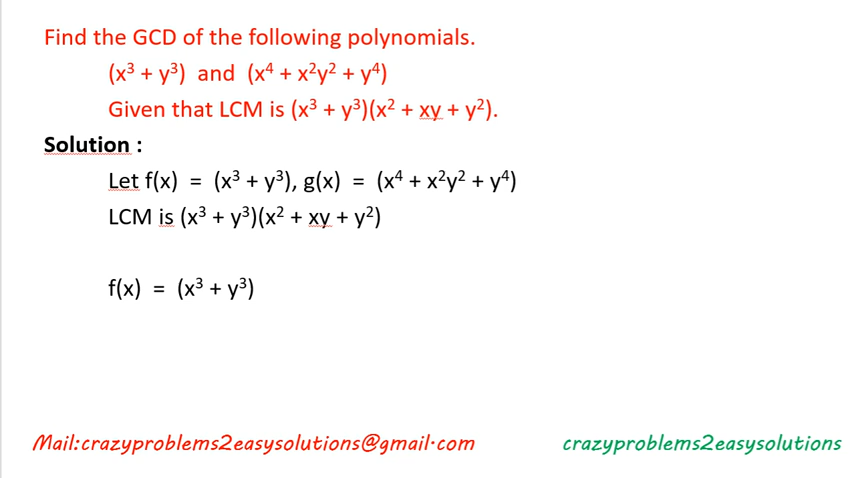 Find the GCD of the following polynomials.
(x³ + y³) and (x⁴ + x²y² + y⁴)
Given that LCM is (x³ + y³)(x² + xy + y²).
Solution :
Let f(x) = (x³ + y³), g(x) = (x⁴ + x²y² + y⁴)
LCM is (x³ + y³)(x² + xy + y²)
f(x) = (x³ + y³)
Mail:crazyproblems2easysolutions@gmail.com
crazyproblems2easysolutions